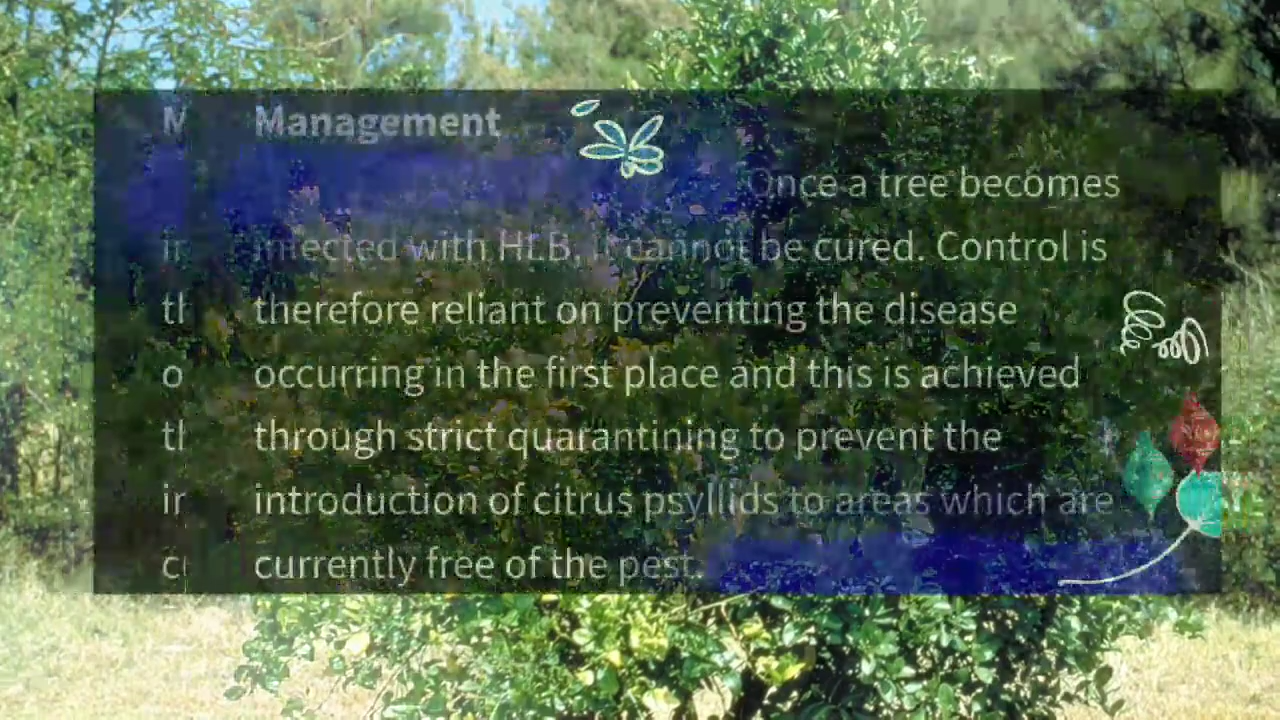 Management
Once a tree becomes
infected with HLB, it cannot be cured. Control is
therefore reliant on preventing the disease
occurring in the first place and this is achieved
through strict quarantining to prevent the
introduction of citrus psyllids to areas which are
currently free of the pest.